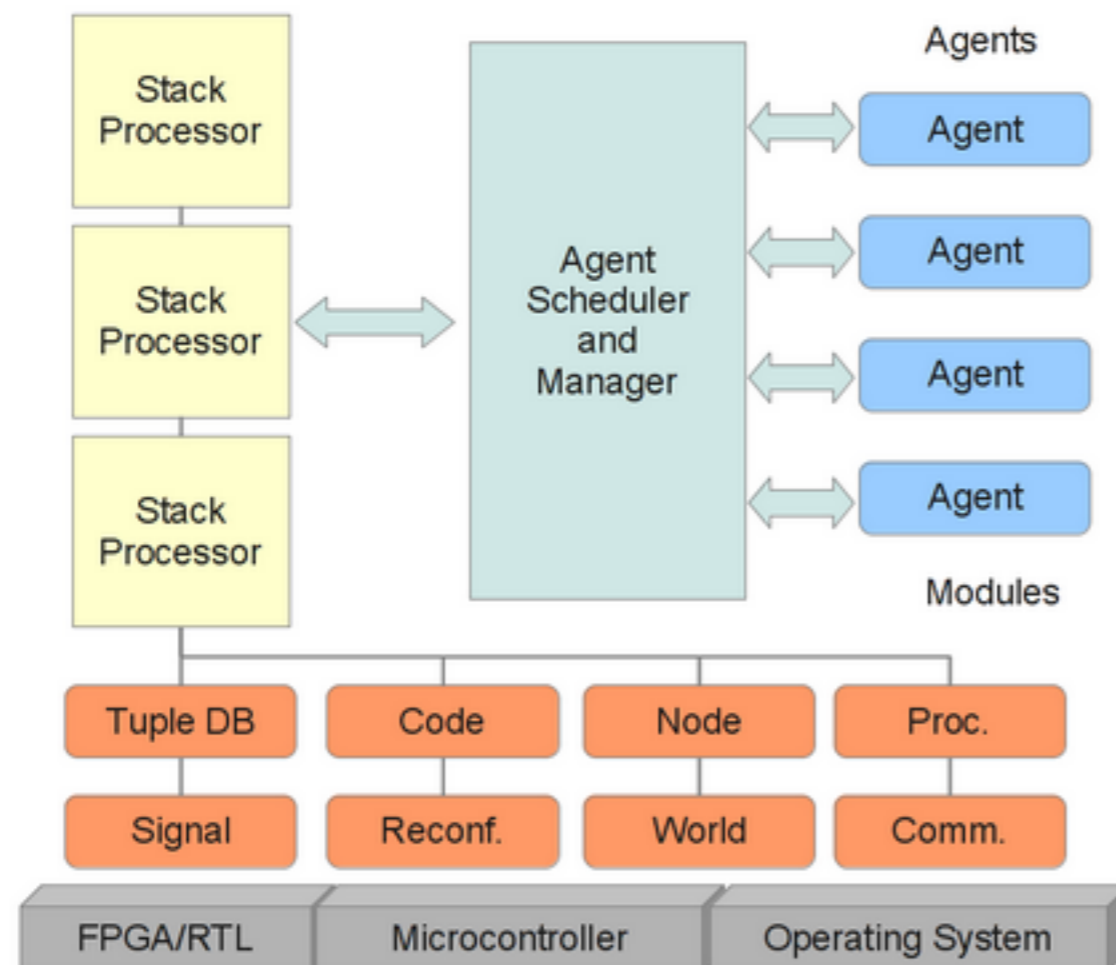 Stack
Processor
Agents
Agent
Stack
Processor
Agent
Scheduler
and
Manager
Agent
Agent
Stack
Processor
Agent
Modules
Tuple DB
Code
Node
Proc.
Signal
Reconf.
World
Comm.
FPGA/RTL
Microcontroller
Operating System